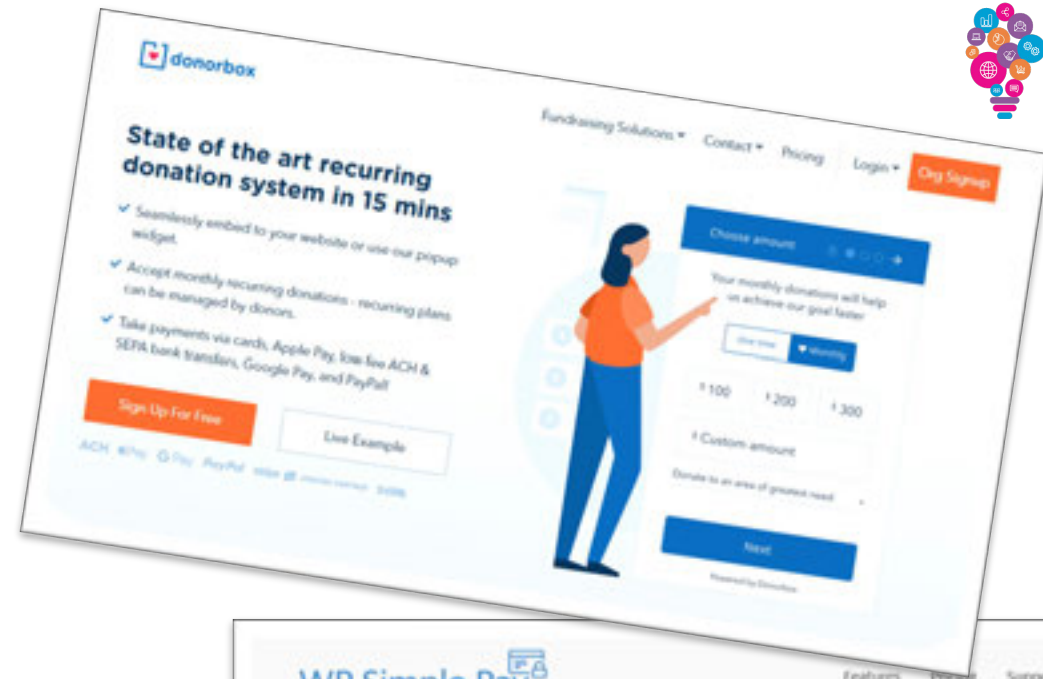 donorbox
Fundraising Solutions Contact Pricing Login Org Signup
State of the art recurring
donation system in 15 mins
Seamlessly embed to your website or use our popup
widget.
Accept monthly recurring donations - recurring plans
can be managed by donors.
Take payments via cards, Apple Pay, low fee ACH &
SEPA bank transfers, Google Pay, and PayPal!
Sign Up For Free
Live Example
ACH Pay G Pay PayPal
Choose amount
Your monthly donations will help
us achieve our goal faster
One time Monthly
$ 100 $ 200 $ 300
$ Custom amount
Donate to an area of greatest need
Next
Powered by Donorbox
WP Simple Pay
Features Pricing